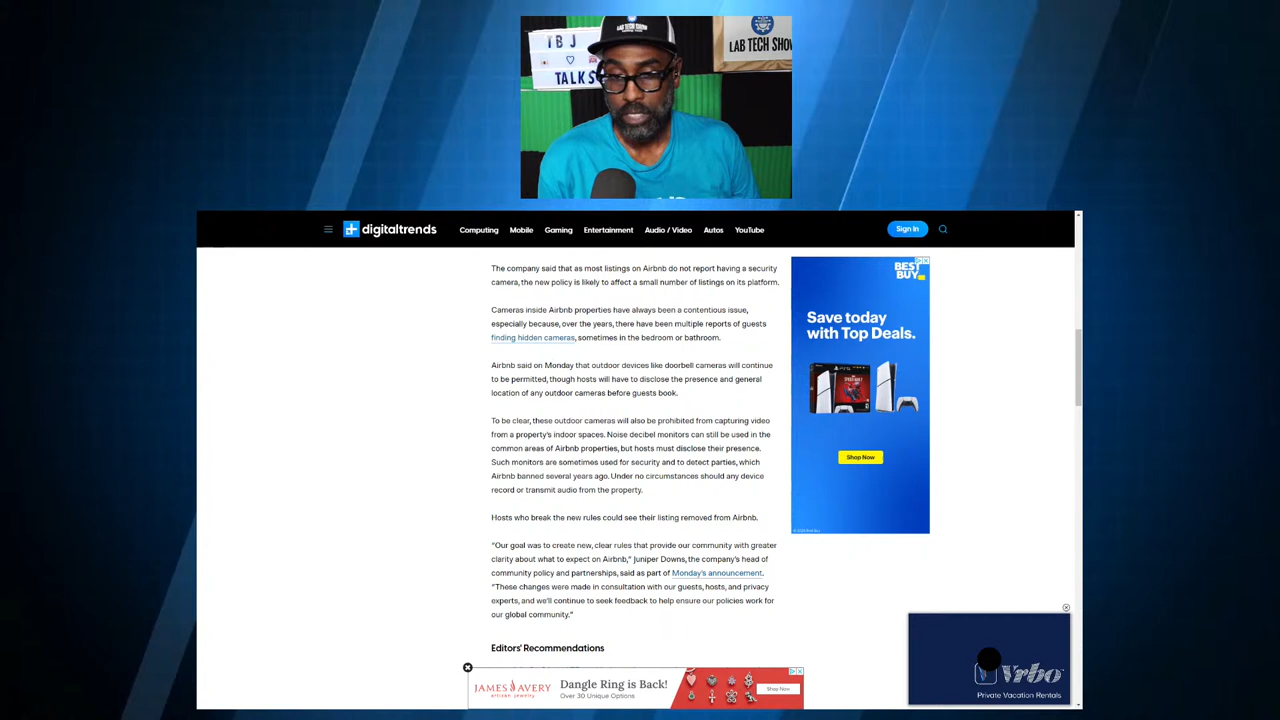 LAB TECH SHOW
IBJ
TALKS
LAB TECH SHOW
digitaltrends
Computing
Mobile
Gaming
Entertainment
Audio / Video
Autos
YouTube
Sign In
The company said that as most listings on Airbnb do not report having a security
camera, the new policy is likely to affect a small number of listings on its platform.
Cameras inside Airbnb properties have always been a contentious issue,
especially because, over the years, there have been multiple reports of guests
finding hidden cameras, sometimes in the bedroom or bathroom.
Airbnb said on Monday that outdoor devices like doorbell cameras will continue
to be permitted, though hosts will have to disclose the presence and general
location of any outdoor cameras before guests book.
To be clear, these outdoor cameras will also be prohibited from capturing video
from a property's indoor spaces. Noise decibel monitors can still be used in the
common areas of Airbnb properties, but hosts must disclose their presence.
Such monitors are sometimes used for security and to detect parties, which
Airbnb banned several years ago. Under no circumstances should any device
record or transmit audio from the property.
Hosts who break the new rules could see their listing removed from Airbnb.
“Our goal was to create new, clear rules that provide our community with greater
clarity about what to expect on Airbnb,” Juniper Downs, the company's head of
community policy and partnerships, said as part of Monday's announcement.
“These changes were made in consultation with our guests, hosts, and privacy
experts, and we'll continue to seek feedback to help ensure our policies work for
our global community.”
Editors' Recommendations
BEST
BUY
Save today
with Top Deals.
Shop Now
JAMES AVERY
artisan jewelry
Dangle Ring is Back!
Over 30 Unique Options
Shop Now
Vrbo
Private Vacation Rentals